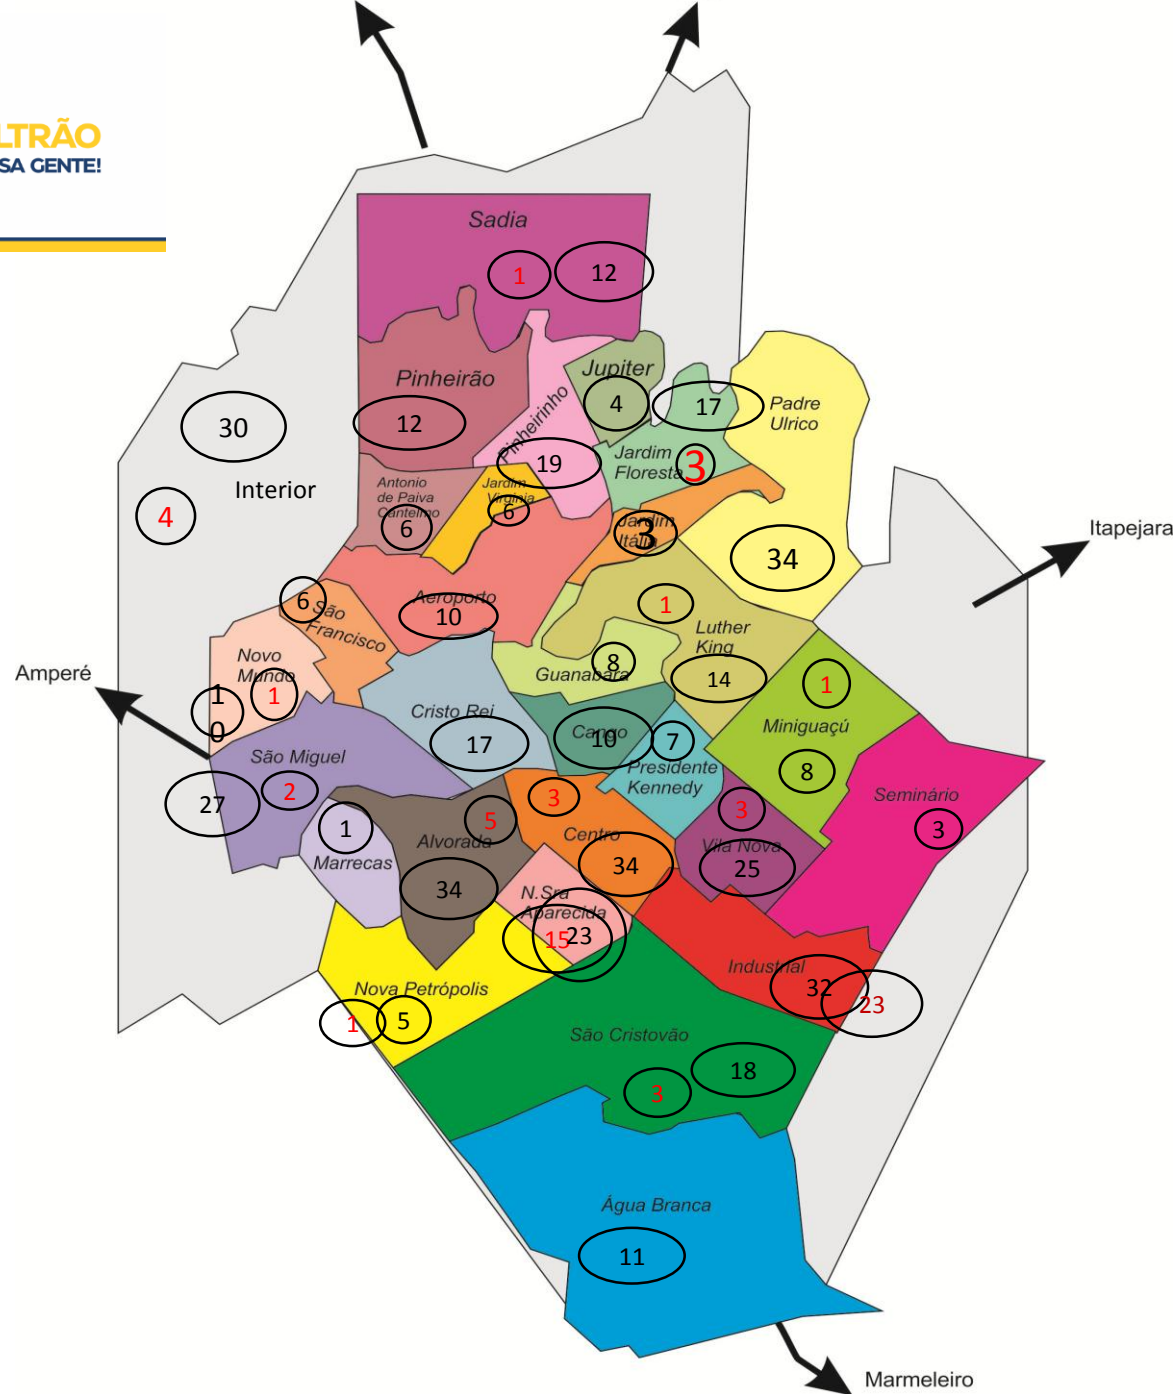 LTRÃO
SA GENTE!
Sadia
1
12
Pinheirão
12
Pinheirinho
19
Jupiter
4
17
Jardim
Floresta
3
Padre
Ulrico
34
30
Interior
4
Antonio
de Paiva
Cantelmo
6
Jardim
Virginia
6
Jardim
Itália
3
Itapejara
6
São
Francisco
Aeroporto
10
1
Luther
King
14
Guanabara
8
Novo
Mundo
1
1
0
Amperé
Cristo Rei
17
Cango
10
7
Presidente
Kennedy
1
Miniguaçú
8
São Miguel
2
27
1
Marrecas
5
Alvorada
34
3
Centro
34
3
Vila Nova
25
Seminário
3
N.Sra
Aparecida
15
23
Industrial
32
23
Nova Petrópolis
1
5
São Cristovão
18
3
Água Branca
11
Marmeleiro